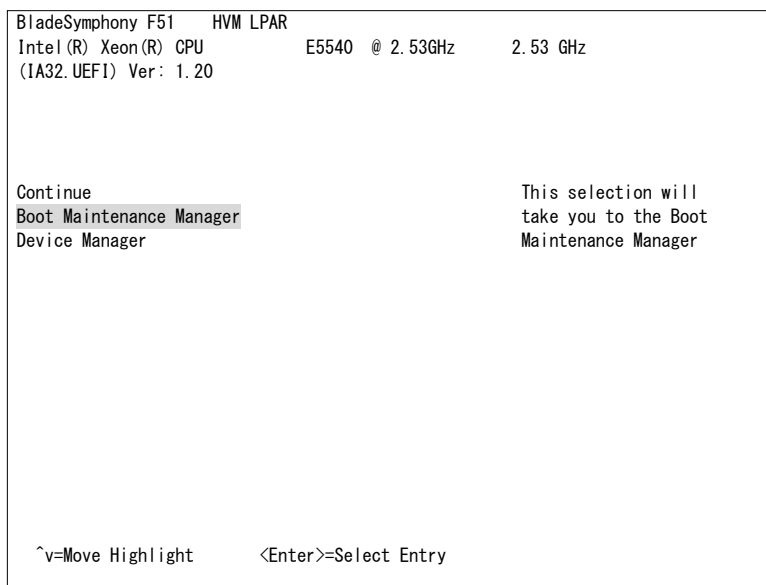 BladeSymphony F51    HVM LPAR
Intel(R) Xeon(R) CPU           E5540  @ 2.53GHz     2.53 GHz
(IA32.UEFI) Ver: 1.20
Continue                                            This selection will
Boot Maintenance Manager                            take you to the Boot
Device Manager                                      Maintenance Manager
^v=Move Highlight       <Enter>=Select Entry